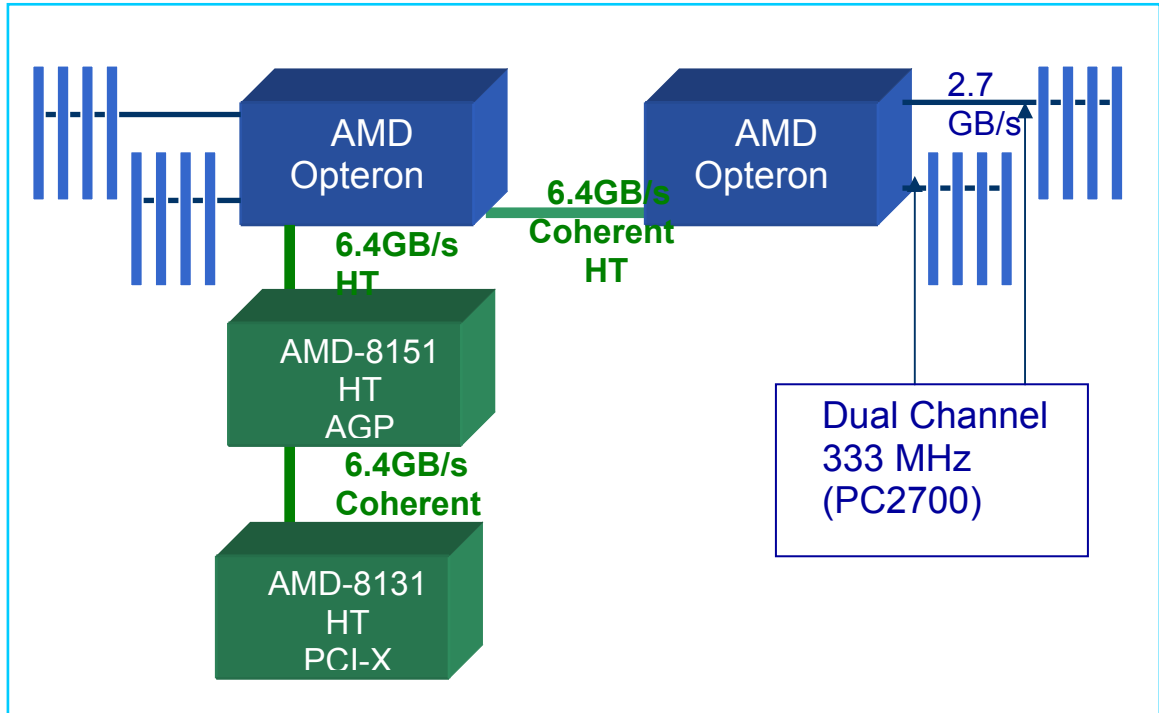 AMD
Opteron
AMD
Opteron
2.7
GB/s
6.4GB/s
Coherent
HT
6.4GB/s
HT
AMD-8151
HT
AGP
6.4GB/s
Coherent
AMD-8131
HT
PCI-X
Dual Channel
333 MHz
(PC2700)